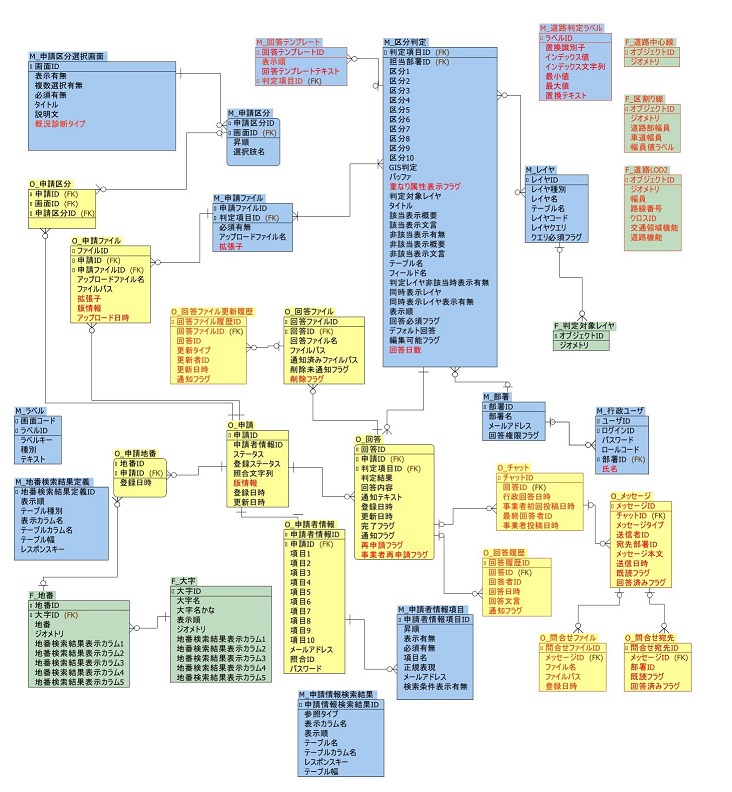 M_申請区分選択画面
画面ID
表示有無
複数選択有無
必須有無
タイトル
説明文
概況診断タイプ
M_申請区分
申請区分ID
画面ID (FK)
昇順
選択肢名
O_申請区分
申請ID (FK)
画面ID (FK)
申請区分ID (FK)
M_申請ファイル
申請ファイルID
判定項目ID (FK)
必須有無
アップロードファイル名
拡張子
O_申請ファイル
ファイルID
申請ID (FK)
申請ファイルID (FK)
アップロードファイル名
ファイルパス
拡張子
版情報
アップロード日時
M_回答テンプレート
回答テンプレートID
表示順
回答テンプレートテキスト
判定項目ID (FK)
M_区分判定
判定項目ID (FK)
担当部署ID (FK)
区分1
区分2
区分3
区分4
区分5
区分6
区分7
区分8
区分9
区分10
GIS判定
バッファ
重なり属性表示フラグ
判定対象レイヤ
タイトル
該当表示概要
該当表示文言
非該当表示有無
非該当表示概要
非該当表示文言
テーブル名
フィールド名
判定レイヤ非該当時表示有無
同時表示レイヤ
同時表示レイヤ表示有無
表示順
回答必須フラグ
デフォルト回答
編集可能フラグ
回答日数
M_道路判定ラベル
ラベルID
置換識別子
インデックス値
インデックス文字列
最小値
最大値
置換テキスト
F_道路中心線
オブジェクトID
ジオメトリ
F_区割り線
オブジェクトID
ジオメトリ
道路部幅員
車道幅員
幅員値ラベル
F_道路LOD2
オブジェクトID
ジオメトリ
幅員
路線番号
クロスID
交通領域機能
道路機能
M_レイヤ
レイヤID
レイヤ種別
レイヤ名
テーブル名
レイヤコード
レイヤクエリ
クエリ必須フラグ
F_判定対象レイヤ
オブジェクトID
ジオメトリ
O_回答ファイル更新履歴
回答ファイル履歴ID
回答ファイルID (FK)
回答ID
更新タイプ
更新者ID
更新日時
通知フラグ
O_回答ファイル
回答ファイルID
回答ID (FK)
回答ファイル名
ファイルパス
通知済みファイルパス
削除未通知フラグ
削除フラグ
M_部署
部署ID
部署名
メールアドレス
回答権限フラグ
M_行政ユーザ
ユーザID
ログインID
パスワード
ロールコード
部署ID (FK)
氏名
M_ラベル
画面コード
ラベルID
ラベルキー
種別
テキスト
O_申請地番
地番ID
申請ID (FK)
登録日時
O_申請
申請ID
申請者情報ID
ステータス
登録ステータス
照合文字列
版情報
登録日時
更新日時
O_回答
回答ID
申請ID (FK)
判定項目ID (FK)
判定結果
回答内容
通知テキスト
登録日時
更新日時
完了フラグ
通知フラグ
再申請フラグ
事業者再申請フラグ
O_チャット
チャットID
回答ID (FK)
行政回答日時
事業者初回投稿日時
最終回答者ID
事業者投稿日時
O_メッセージ
メッセージID
チャットID (FK)
メッセージタイプ
送信者ID
宛先部署ID
メッセージ本文
送信日時
既読フラグ
回答済みフラグ
M_地番検索結果定義
地番検索結果定義ID
表示順
テーブル種別
表示カラム名
テーブルカラム名
テーブル幅
レスポンスキー
O_申請者情報
申請者情報ID
申請ID (FK)
項目1
項目2
項目3
項目4
項目5
項目6
項目7
項目8
項目9
項目10
メールアドレス
照合ID
パスワード
O_回答履歴
回答履歴ID
回答ID (FK)
回答者ID
回答日時
回答文言
通知フラグ
F_地番
地番ID
大字ID (FK)
地番
ジオメトリ
地番検索結果表示カラム1
地番検索結果表示カラム2
地番検索結果表示カラム3
地番検索結果表示カラム4
地番検索結果表示カラム5
F_大字
大字ID
大字名
大字名かな
表示順
ジオメトリ
地番検索結果表示カラム1
地番検索結果表示カラム2
地番検索結果表示カラム3
地番検索結果表示カラム4
地番検索結果表示カラム5
M_申請者情報項目
申請者情報項目ID
昇順
表示有無
必須有無
項目名
正規表現
メールアドレス
検索条件表示有無
O_問合せファイル
問合せファイルID
メッセージID (FK)
ファイル名
ファイルパス
登録日時
O_問合せ宛先
問合せ宛先ID
メッセージID (FK)
部署ID
既読フラグ
回答済みフラグ
M_申請情報検索結果
申請情報検索結果ID
参照タイプ
表示カラム名
表示順
テーブル名
テーブルカラム名
レスポンスキー
テーブル幅